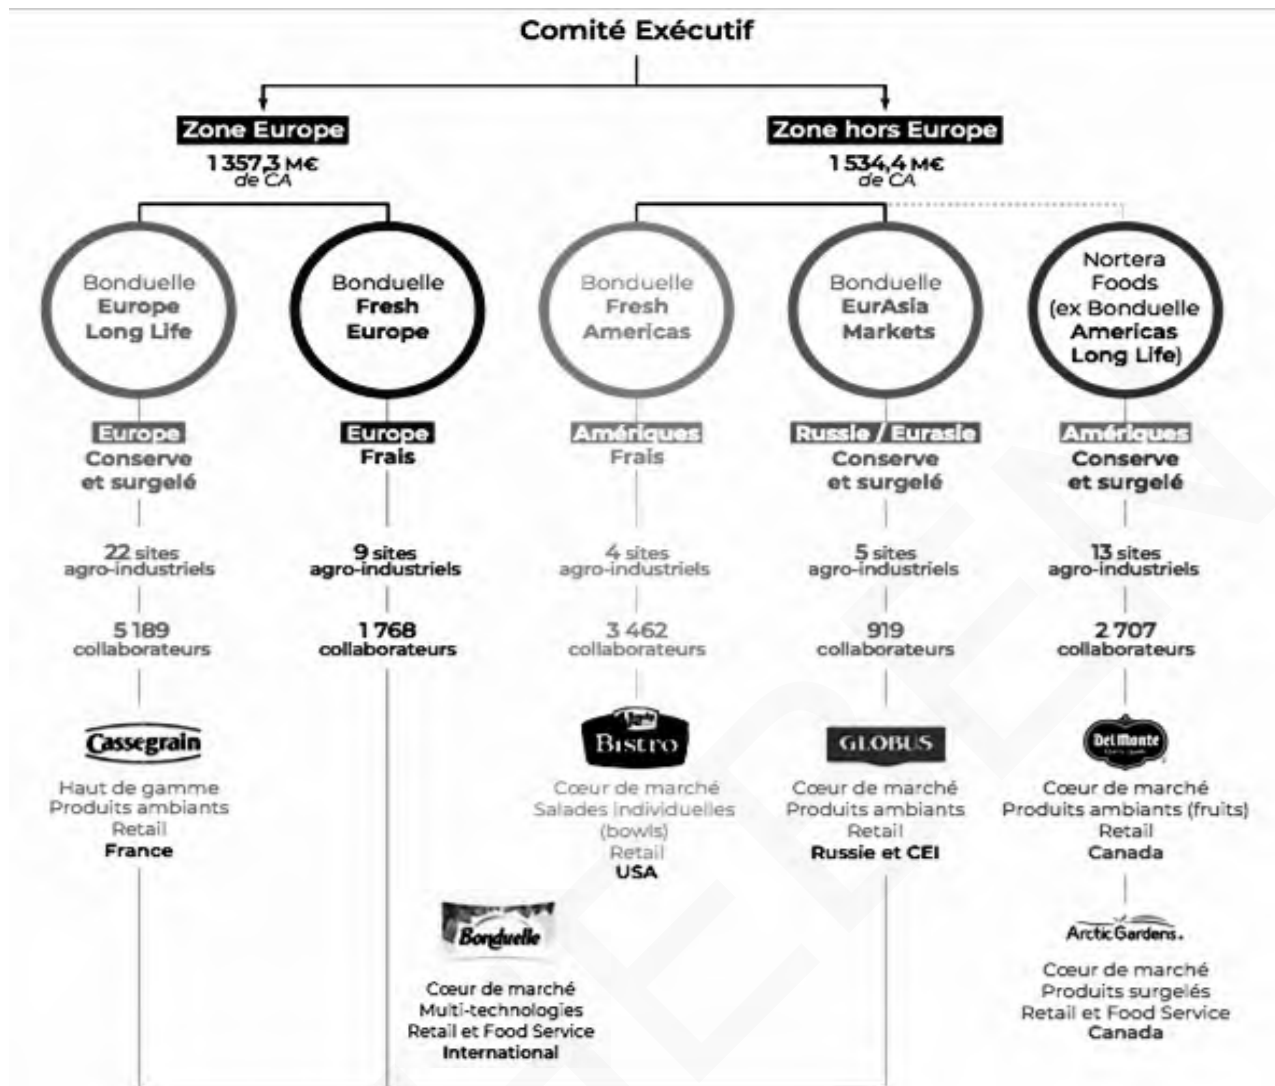 Comité Exécutif
Zone Europe
1 357,3 M€
de CA
Zone hors Europe
1 534,4 M€
de CA
Bonduelle
Europe
Long Life
Bonduelle
Fresh
Europe
Bonduelle
Fresh
Americas
Bonduelle
EurAsia
Markets
Nortera
Foods
(ex Bonduelle
Americas
Long Life)
Europe
Conserve
et surgelé
Europe
Frais
Amériques
Frais
Russie / Eurasie
Conserve
et surgelé
Amériques
Conserve
et surgelé
22 sites
agro-industriels
9 sites
agro-industriels
4 sites
agro-industriels
5 sites
agro-industriels
13 sites
agro-industriels
5 189
collaborateurs
1 768
collaborateurs
3 462
collaborateurs
919
collaborateurs
2 707
collaborateurs
Cassegrain
Haut de gamme
Produits ambiants
Retail
France
Bistro
Cœur de marché
Salades individuelles
(bowls)
Retail
USA
GLOBUS
Cœur de marché
Produits ambiants
Retail
Russie et CEI
Del Monte
Cœur de marché
Produits ambiants (fruits)
Retail
Canada
Bonduelle
Cœur de marché
Multi-technologies
Retail et Food Service
International
Arctic Gardens
Cœur de marché
Produits surgelés
Retail et Food Service
Canada